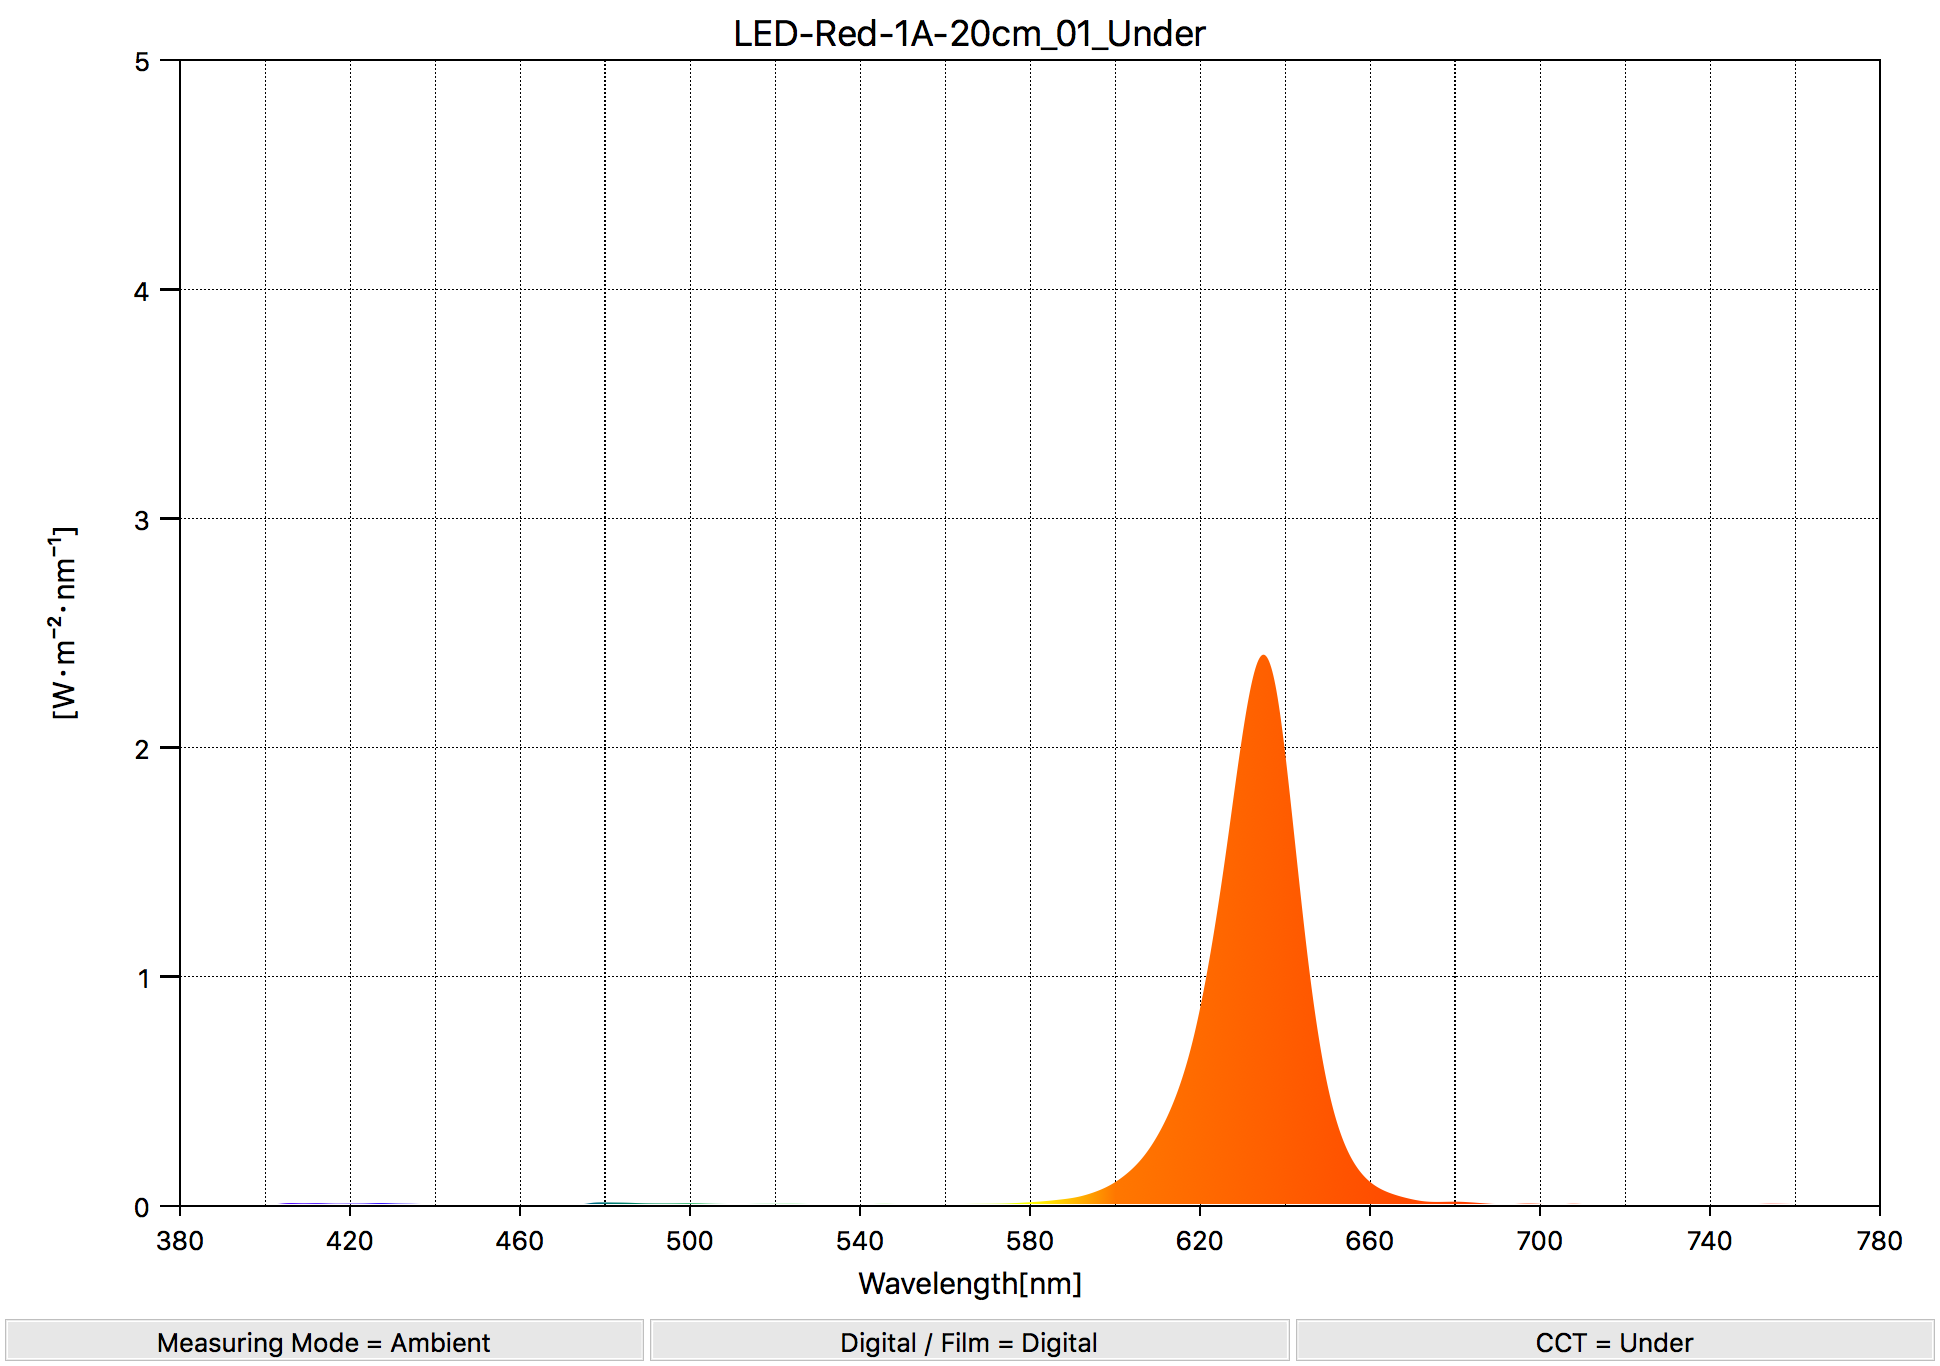 LED-Red-1A-20cm_01_Under
5
4
3
2
1
0
[W·m⁻²·nm⁻¹]
380 420 460 500 540 580 620 660 700 740 780
Wavelength[nm]
Measuring Mode = Ambient
Digital / Film = Digital
CCT = Under